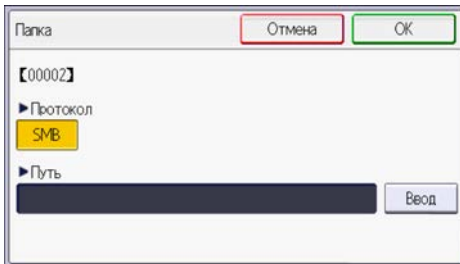 Папка Отмена OK
【00002】
►Протокол
SMB
►Путь
Ввод